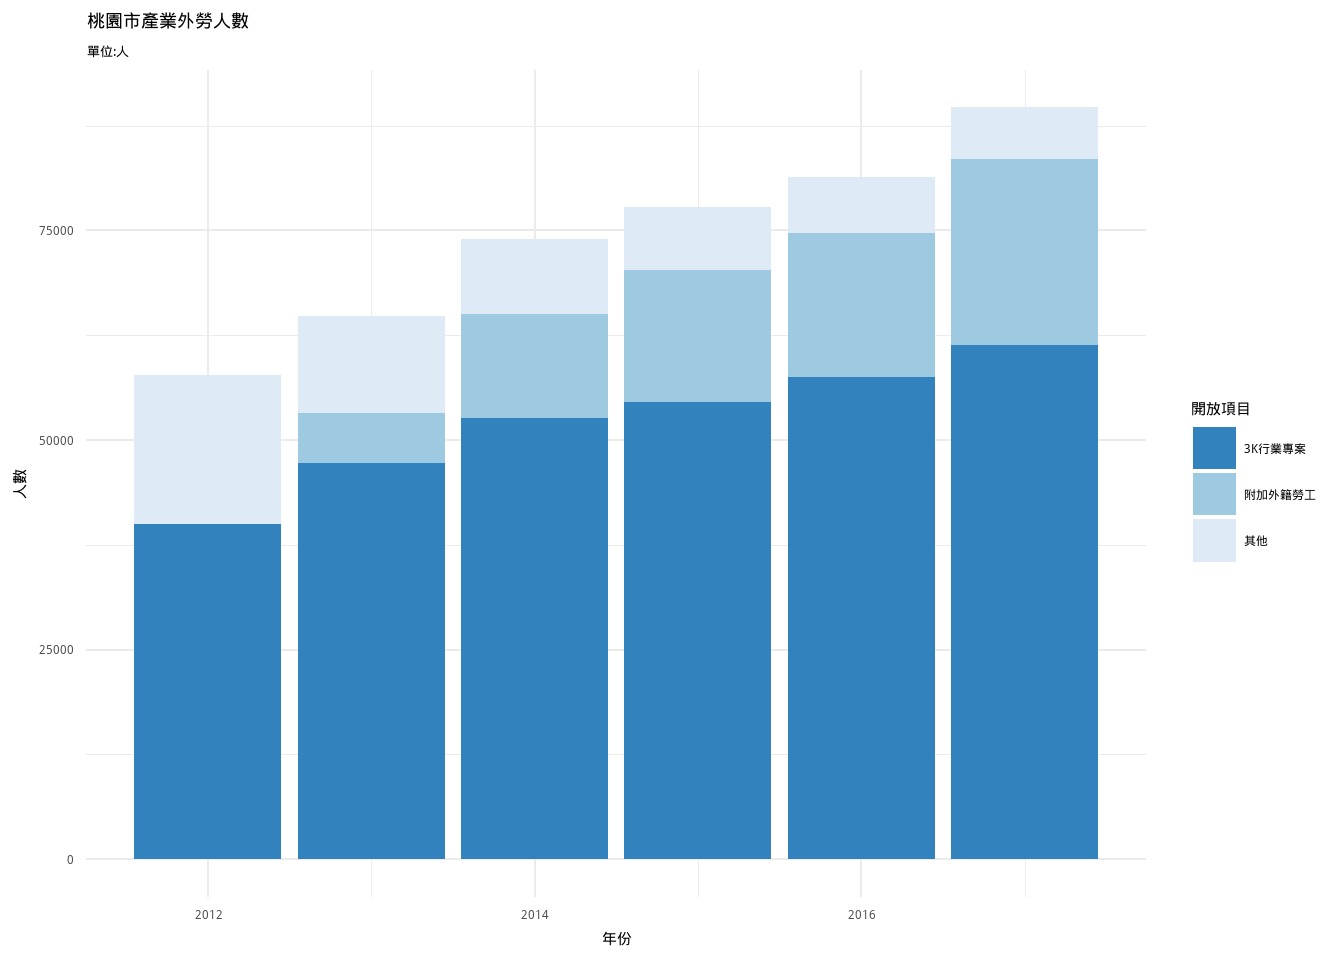 桃園市產業外勞人數
單位:人
人數
75000
50000
25000
0
2012
2014
2016
年份
開放項目
3K行業專案
附加外籍勞工
其他